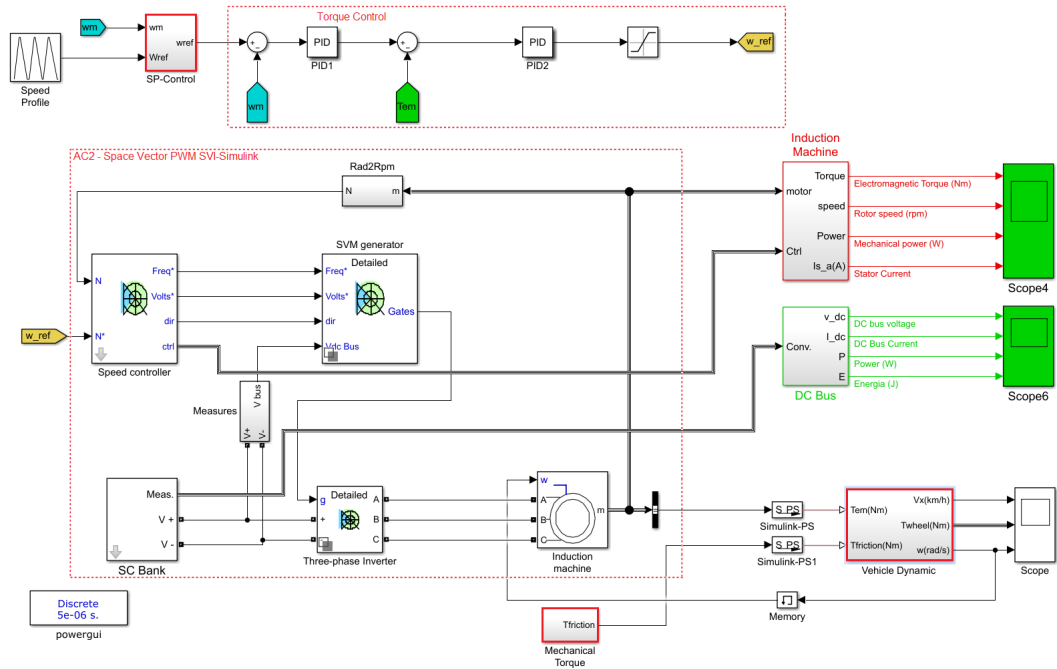 Torque Control
wm
wm
Wref
wref
SP-Control
Speed
Profile
+
_
wm
PID
PID1
+
_
Tem
PID
PID2
w_ref
AC2 - Space Vector PWM SVI-Simulink
Rad2Rpm
N
m
Induction
Machine
motor
Ctrl
Torque
speed
Power
Is_a(A)
Electromagnetic Torque (Nm)
Rotor speed (rpm)
Mechanical power (W)
Stator Current
Scope4
N
N*
Freq*
Volts*
dir
ctrl
Speed controller
w_ref
SVM generator
Detailed
Freq*
Volts*
dir
Vdc Bus
Gates
Conv.
v_dc
I_dc
P
E
DC bus voltage
DC Bus Current
Power (W)
Energia (J)
DC Bus
Scope6
Measures
V bus
V+
V-
Meas.
V +
V -
SC Bank
Detailed
g
+
-
A
B
C
Three-phase Inverter
w
A
B
C
m
Induction
machine
S PS
Simulink-PS
S PS
Simulink-PS1
Tem(Nm)
Tfriction(Nm)
Vx(km/h)
Twheel(Nm)
w(rad/s)
Vehicle Dynamic
Scope
Memory
Tfriction
Mechanical
Torque
Discrete
5e-06 s.
powergui